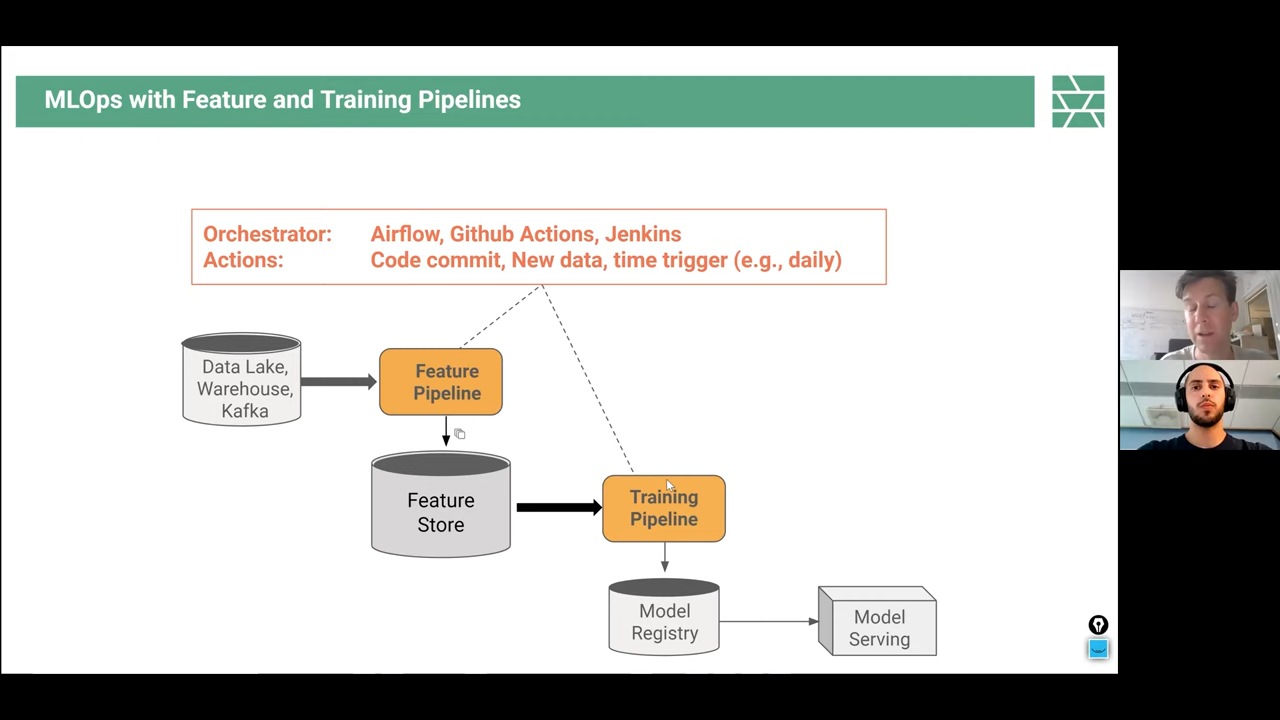 MLOps with Feature and Training Pipelines
Orchestrator: Airflow, Github Actions, Jenkins
Actions: Code commit, New data, time trigger (e.g., daily)
Data Lake,
Warehouse,
Kafka
Feature
Pipeline
Feature
Store
Training
Pipeline
Model
Registry
Model
Serving